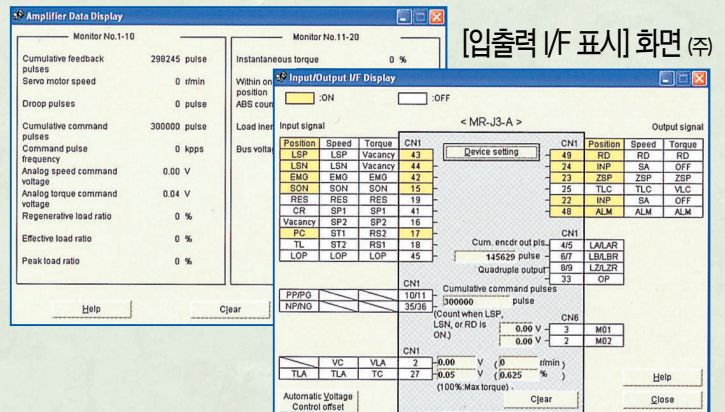 [입출력 I/F 표시] 화면 (주)
Amplifier Data Display
Monitor No.1-10
Cumulative feedback pulses 298245 pulse
Servo motor speed 0 r/min
Droop pulses 0 pulse
Cumulative command pulses 300000 pulse
Command pulse frequency 0 kpps
Analog speed command voltage 0.00 V
Analog torque command voltage 0.04 V
Regenerative load ratio 0 %
Effective load ratio 0 %
Peak load ratio 0 %
Monitor No.11-20
Instantaneous torque 0 %
Within on
position
ABS coun
Load iner
Bus volta
Help
Clear
Input/Output I/F Display
:ON :OFF
< MR-J3-A >
Input signal
Output signal
Position Speed Torque CN1
LSP LSP Vacancy 43
LSN LSN Vacancy 44
EMG EMG EMG 42
SON SON SON 15
RES RES RES 19
CR SP1 SP1 41
Vacancy SP2 SP2 16
PC ST1 RS2 17
TL ST2 RS1 18
LOP LOP LOP 45
Device setting
CN1 Position Speed Torque
49 RD RD RD
24 INP SA OFF
23 ZSP ZSP ZSP
25 TLC TLC VLC
22 INP SA OFF
48 ALM ALM ALM
CN1
Cum. encdr out pls 4/5 LA/LAR
145629 pulse 6/7 LB/LBR
Quadruple output 8/9 LZ/LZR
33 OP
CN1
PP/PG 10/11
NP/NG 35/36
Cumulative command pulses
300000 pulse
(Count when LSP,
LSN, or RD is
ON.)
CN6
0.00 V 3 M01
0.00 V 2 M02
CN1
VC VLA 2 0.00 V ( 0 r/min )
TLA TLA TC 27 0.05 V ( 0.625 % )
(100%:Max torque)
Automatic Voltage
Control offset
Clear
Help
Close